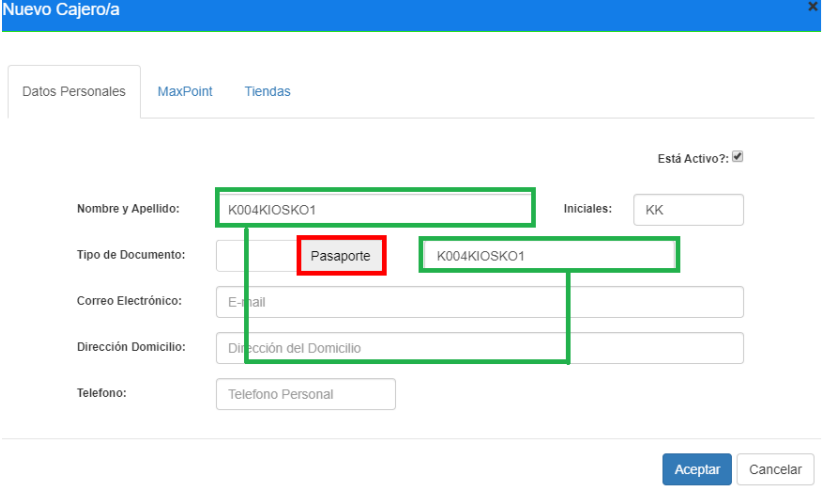 Nuevo Cajero/a ×
Datos Personales MaxPoint Tiendas
Está Activo?:
Nombre y Apellido: K004KIOSKO1 Iniciales: KK
Tipo de Documento: Pasaporte K004KIOSKO1
Correo Electrónico: E-mail
Dirección Domicilio: Dirección del Domicilio
Telefono: Telefono Personal
Aceptar Cancelar